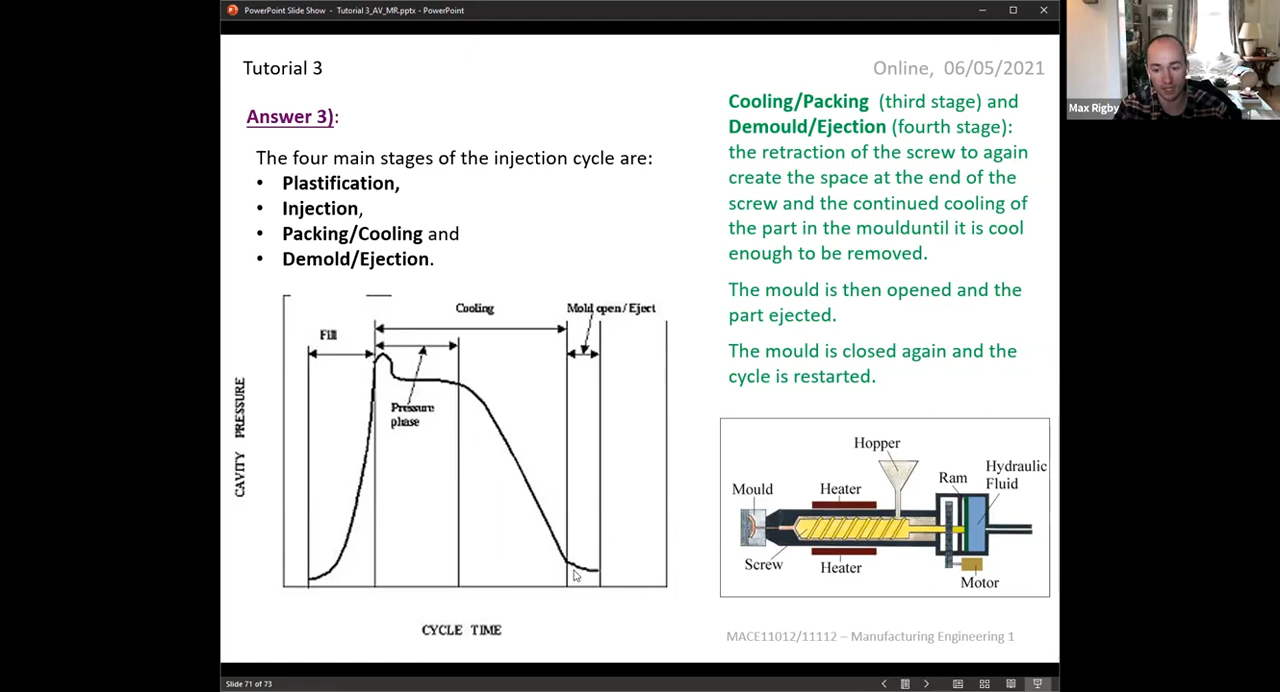 PowerPoint Slide Show - Tutorial 3_AV_MR.pptx - PowerPoint
Tutorial 3
Online, 06/05/2021
Answer 3):
The four main stages of the injection cycle are:
• Plastification,
• Injection,
• Packing/Cooling and
• Demold/Ejection.
Cooling/Packing (third stage) and
Demould/Ejection (fourth stage):
the retraction of the screw to again
create the space at the end of the
screw and the continued cooling of
the part in the moulduntil it is cool
enough to be removed.
The mould is then opened and the
part ejected.
The mould is closed again and the
cycle is restarted.
Cooling
Mold open/Eject
Fill
Pressure
phase
CAVITY PRESSURE
CYCLE TIME
Hopper
Mould
Heater
Ram
Hydraulic
Fluid
Screw
Heater
Motor
MACE11012/11112 – Manufacturing Engineering 1
Slide 71 of 73
Max Rigby